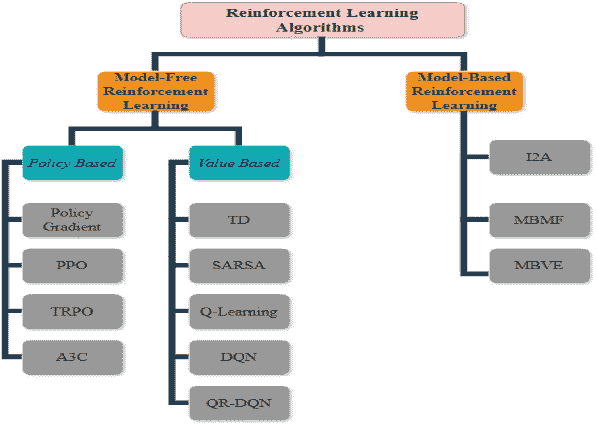 Reinforcement Learning
Algorithms
Model-Free
Reinforcement
Learning
Model-Based
Reinforcement
Learning
Policy Based
Value Based
Policy
Gradient
PPO
TRPO
A3C
TD
SARSA
Q-Learning
DQN
QR-DQN
I2A
MBMF
MBVE